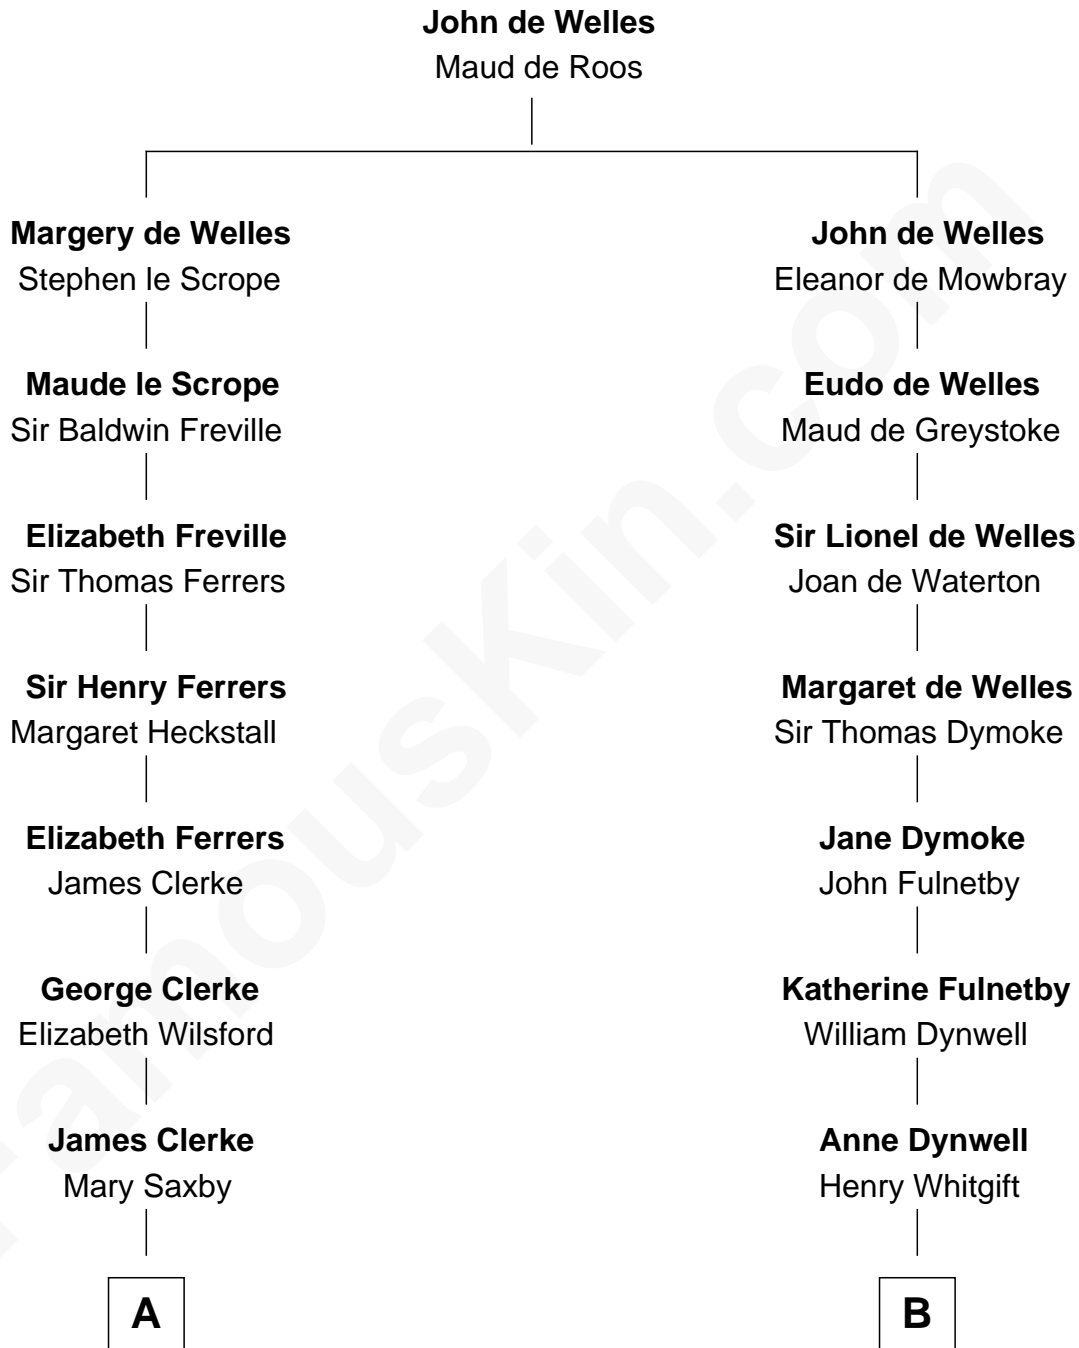 John de Welles
Maud de Roos
Margery de Welles
Stephen le Scrope
John de Welles
Eleanor de Mowbray
Maude le Scrope
Sir Baldwin Freville
Eudo de Welles
Maud de Greystoke
Elizabeth Freville
Sir Thomas Ferrers
Sir Lionel de Welles
Joan de Waterton
Sir Henry Ferrers
Margaret Heckstall
Margaret de Welles
Sir Thomas Dymoke
Elizabeth Ferrers
James Clerke
Jane Dymoke
John Fulnetby
George Clerke
Elizabeth Wilsford
Katherine Fulnetby
William Dynwell
James Clerke
Mary Saxby
Anne Dynwell
Henry Whitgift
A
B
FamousKin.com